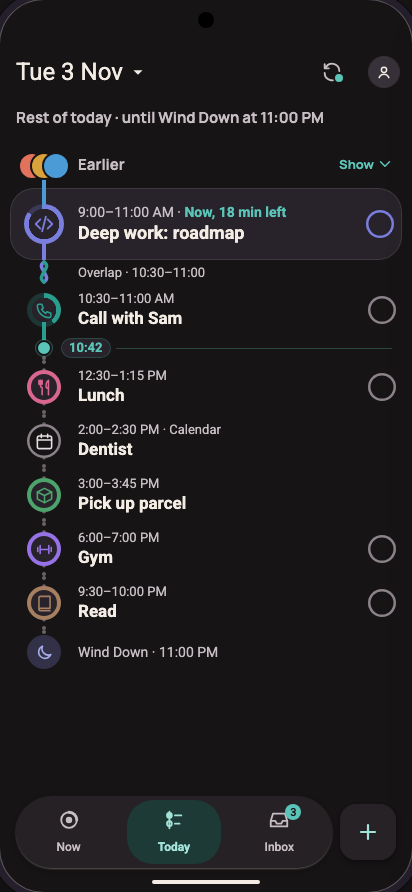 Tue 3 Nov
Rest of today · until Wind Down at 11:00 PM
Earlier
Show
9:00–11:00 AM · Now, 18 min left
Deep work: roadmap
Overlap · 10:30–11:00
10:30–11:00 AM
Call with Sam
10:42
12:30–1:15 PM
Lunch
2:00–2:30 PM · Calendar
Dentist
3:00–3:45 PM
Pick up parcel
6:00–7:00 PM
Gym
9:30–10:00 PM
Read
Wind Down · 11:00 PM
3
Now
Today
Inbox